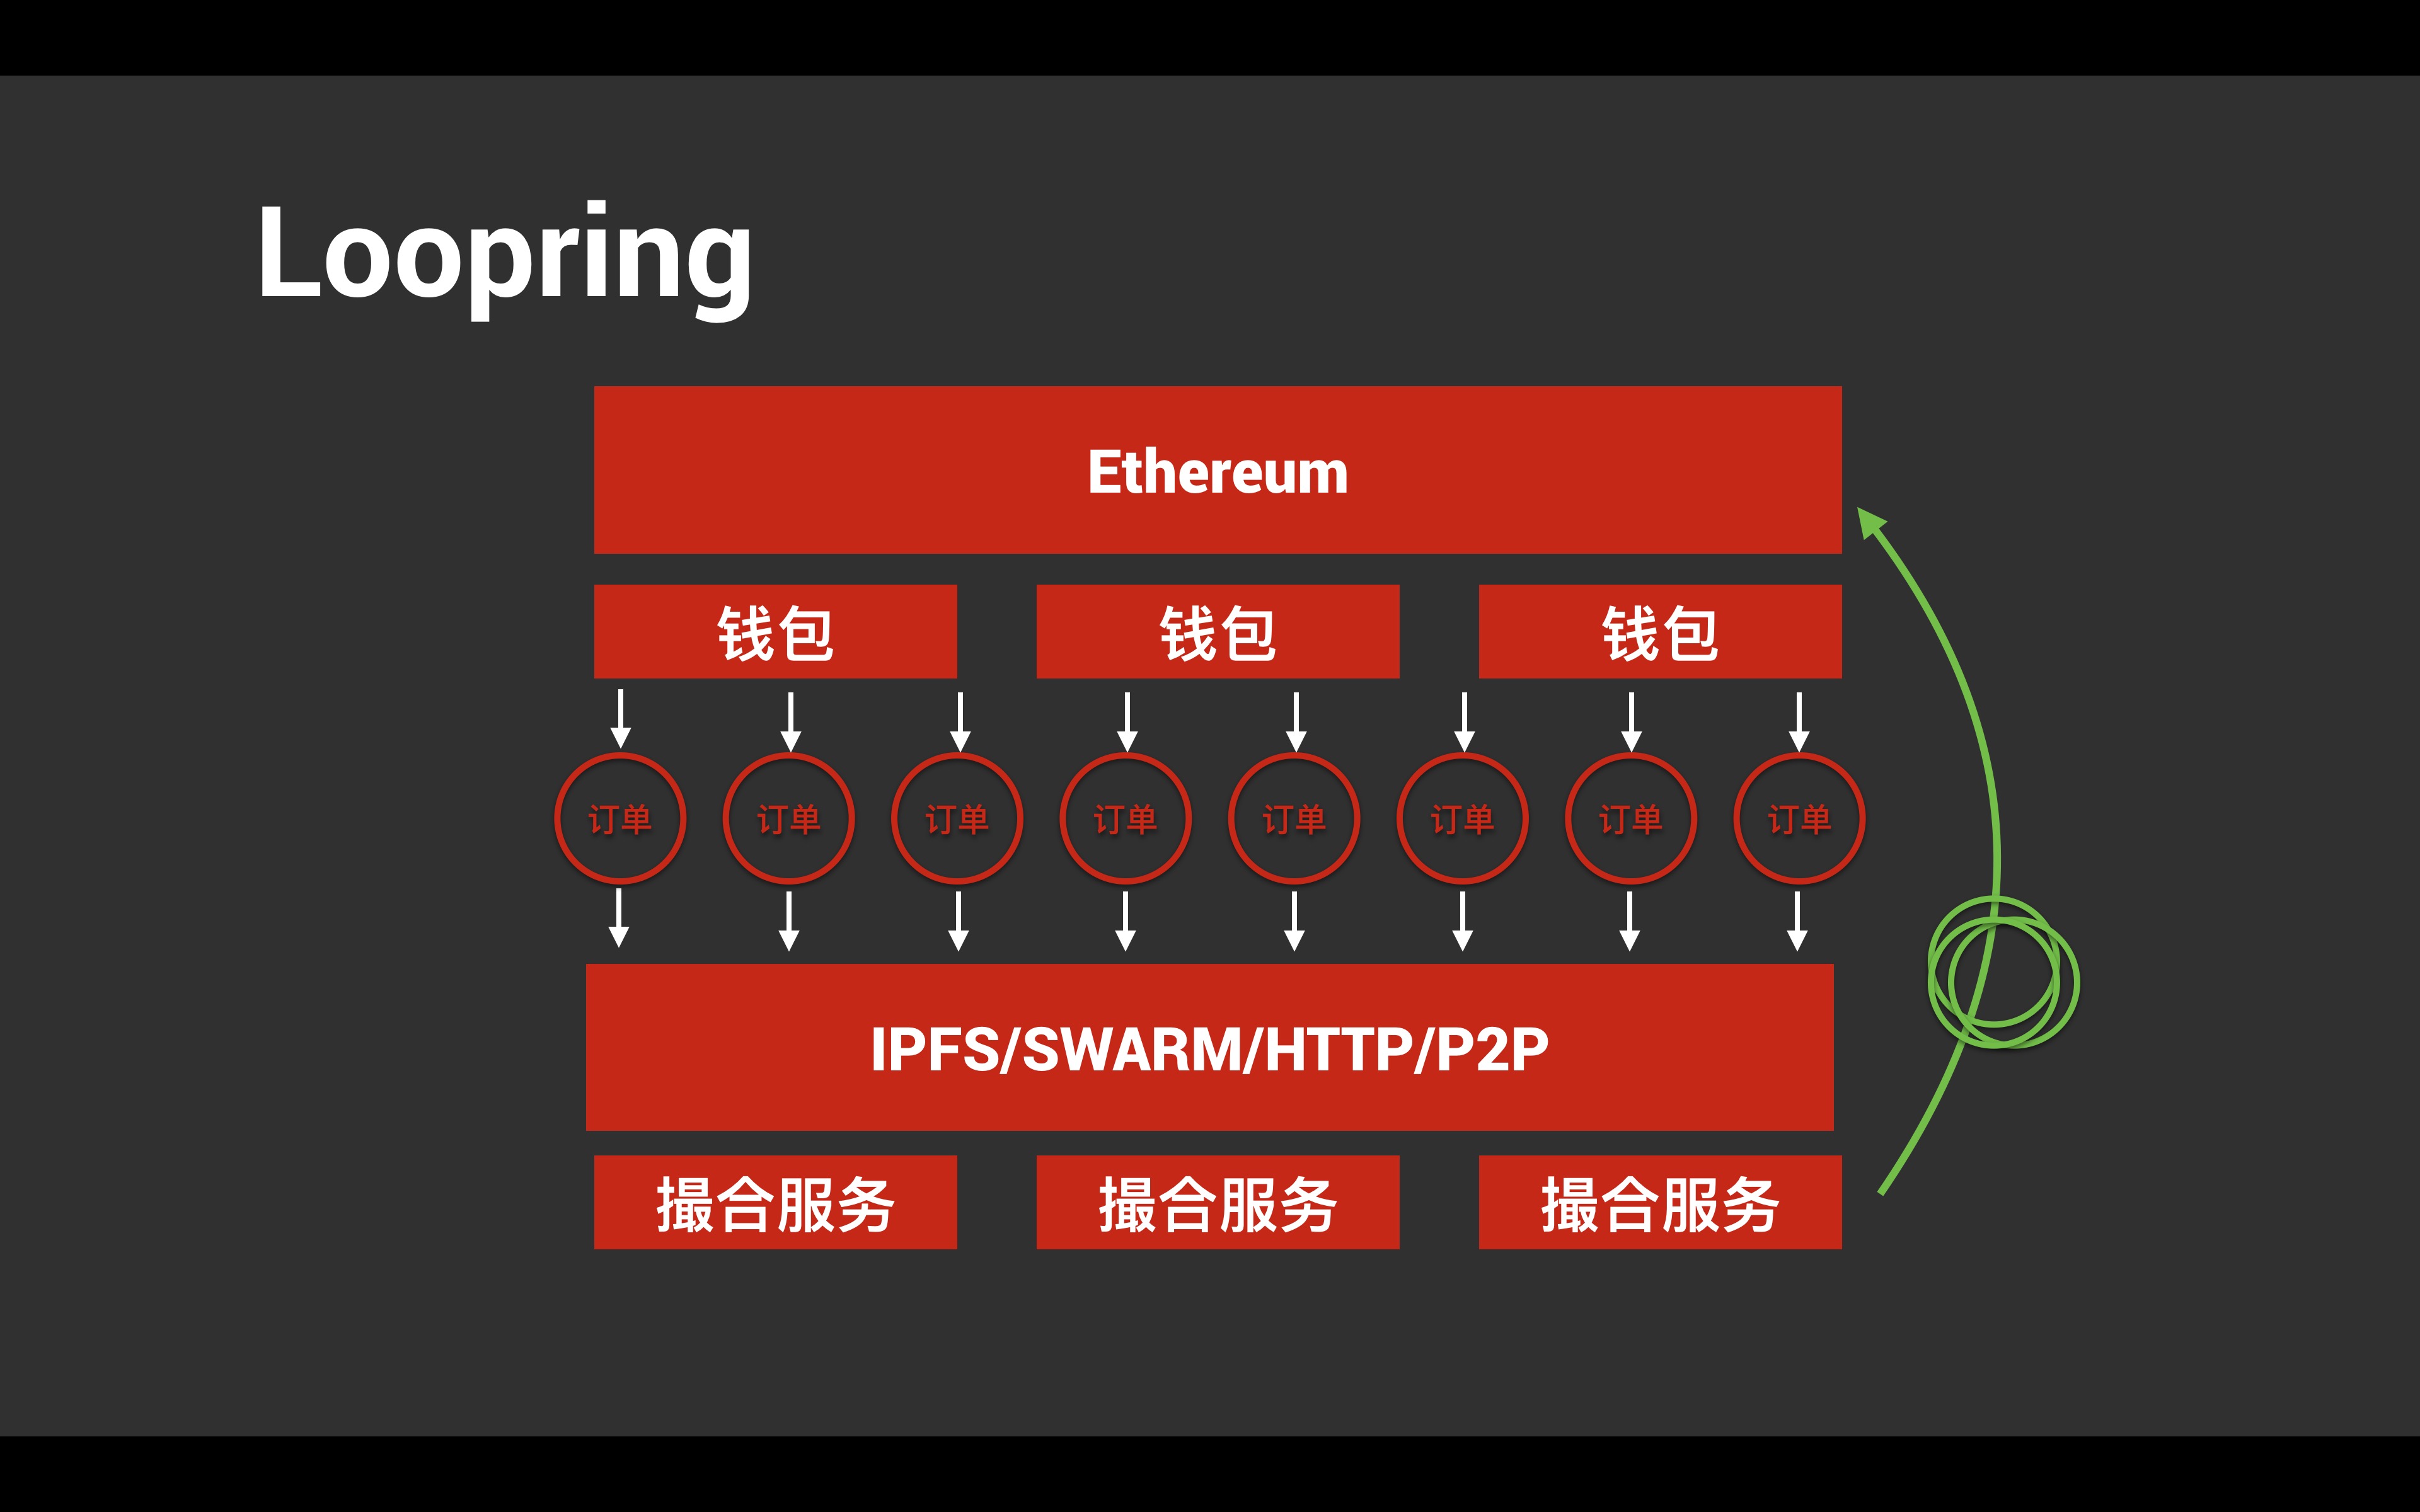 Loopring
Ethereum
钱包 钱包 钱包
订单 订单 订单 订单 订单 订单 订单 订单
IPFS/SWARM/HTTP/P2P
撮合服务 撮合服务 撮合服务